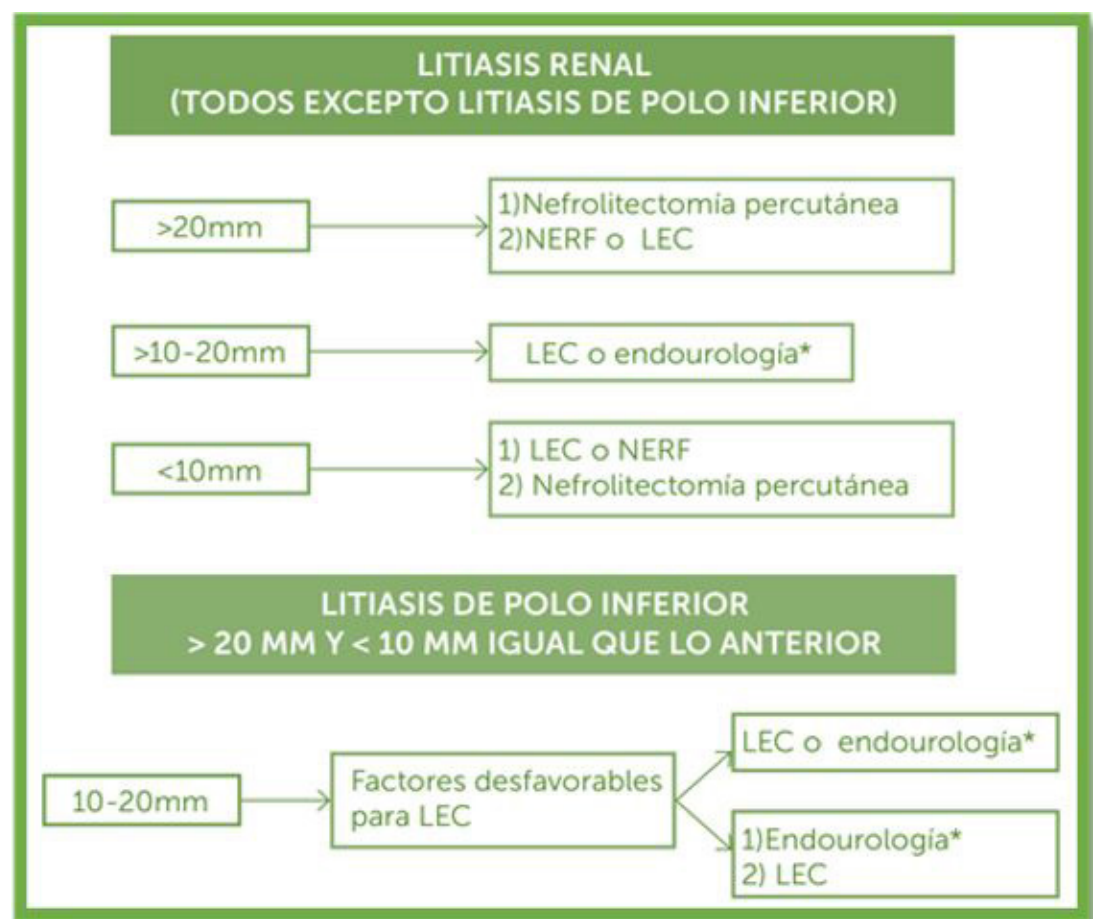 LITIASIS RENAL
(TODOS EXCEPTO LITIASIS DE POLO INFERIOR)
>20mm
1)Nefrolitectomía percutánea
2)NERF o LEC
>10-20mm
LEC o endourología*
<10mm
1) LEC o NERF
2) Nefrolitectomía percutánea
LITIASIS DE POLO INFERIOR
> 20 MM Y < 10 MM IGUAL QUE LO ANTERIOR
10-20mm
Factores desfavorables
para LEC
LEC o endourología*
1)Endourología*
2) LEC